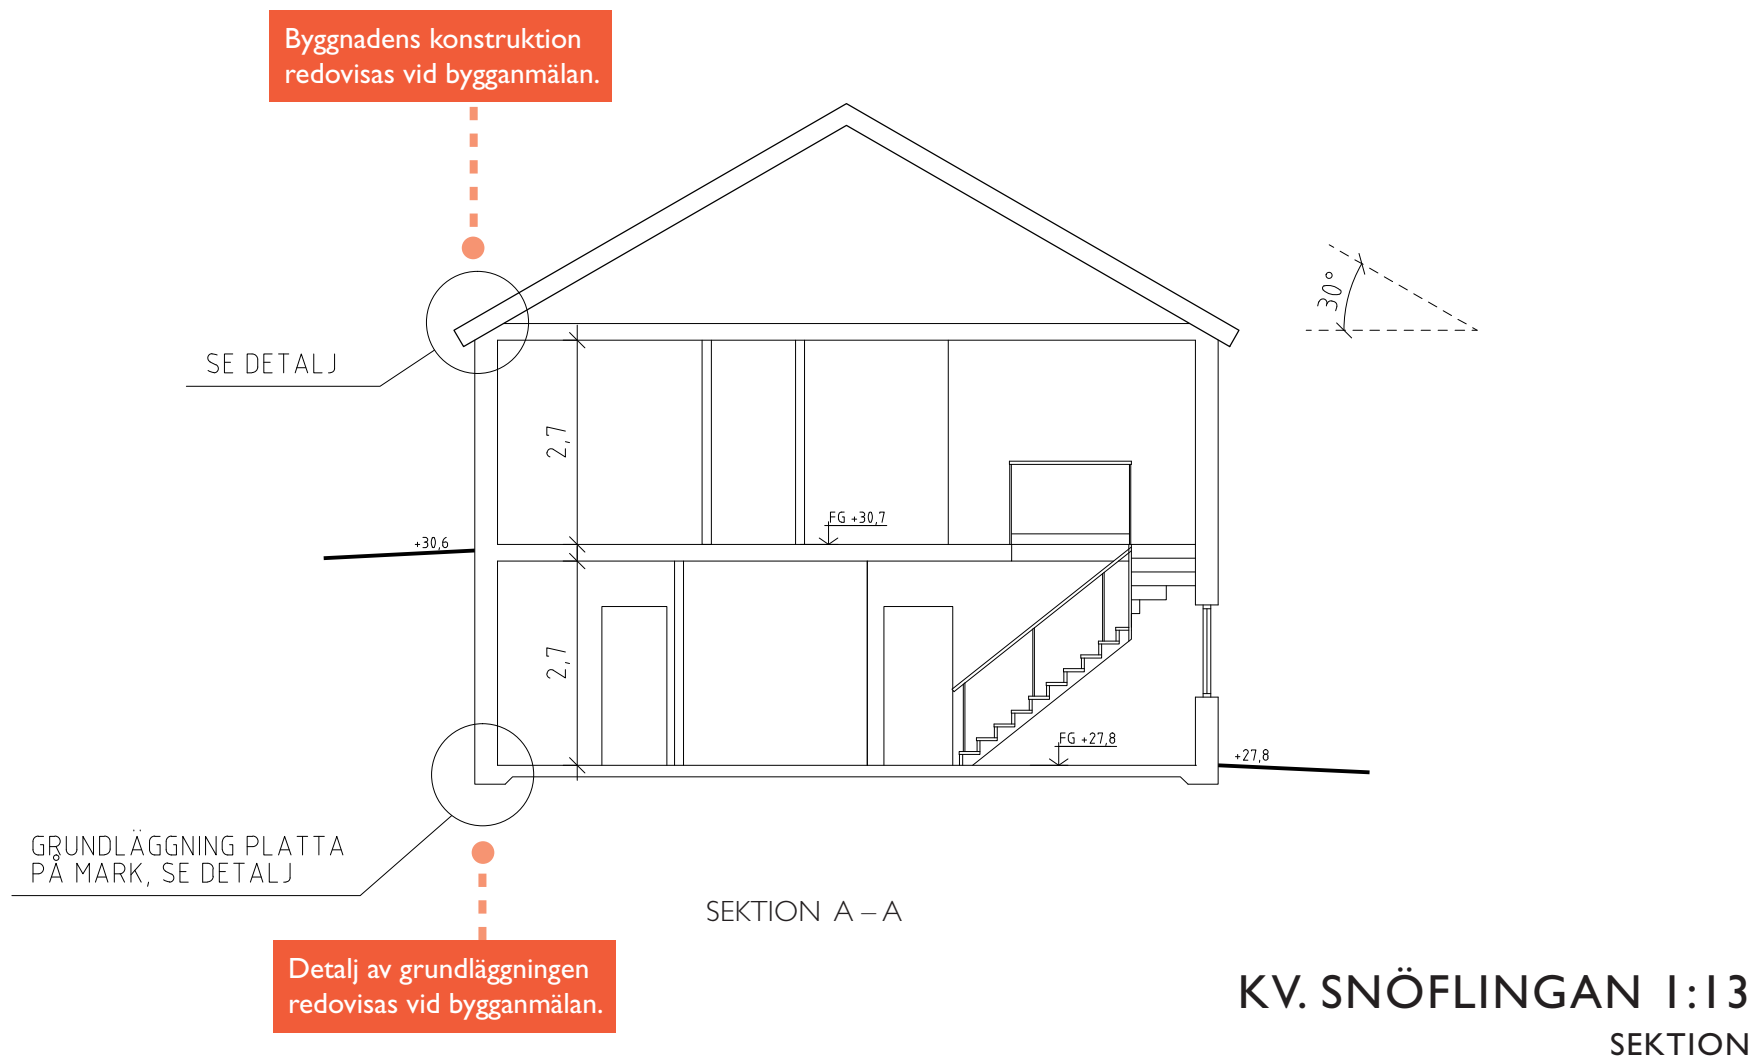 Byggnadens konstruktion
redovisas vid bygganmälan.
30°
SE DETALJ
2,7
FG +30,7
+30,6
2,7
FG +27,8
+27,8
GRUNDLÄGGNING PLATTA
PÅ MARK, SE DETALJ
SEKTION A – A
Detalj av grundläggningen
redovisas vid bygganmälan.
KV. SNÖFLINGAN 1:13
SEKTION